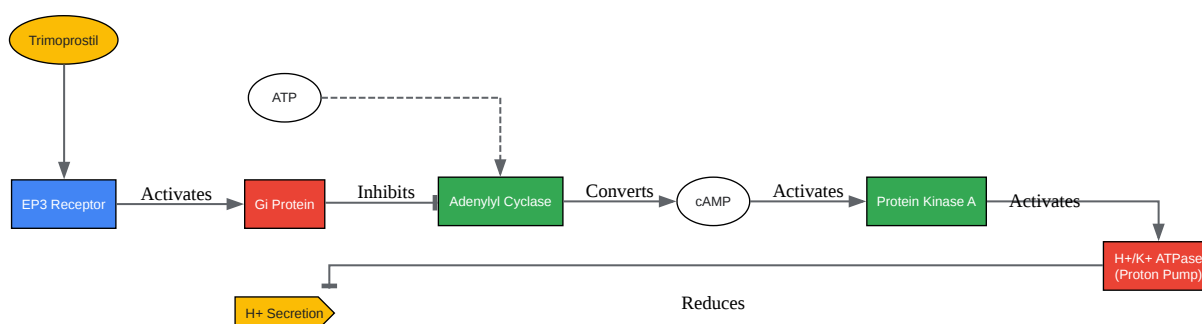 Trimoprostil
ATP
EP3 Receptor
Activates
Gi Protein
Inhibits
Adenylyl Cyclase
Converts
cAMP
Activates
Protein Kinase A
Activates
H+/K+ ATPase
(Proton Pump)
Reduces
H+ Secretion